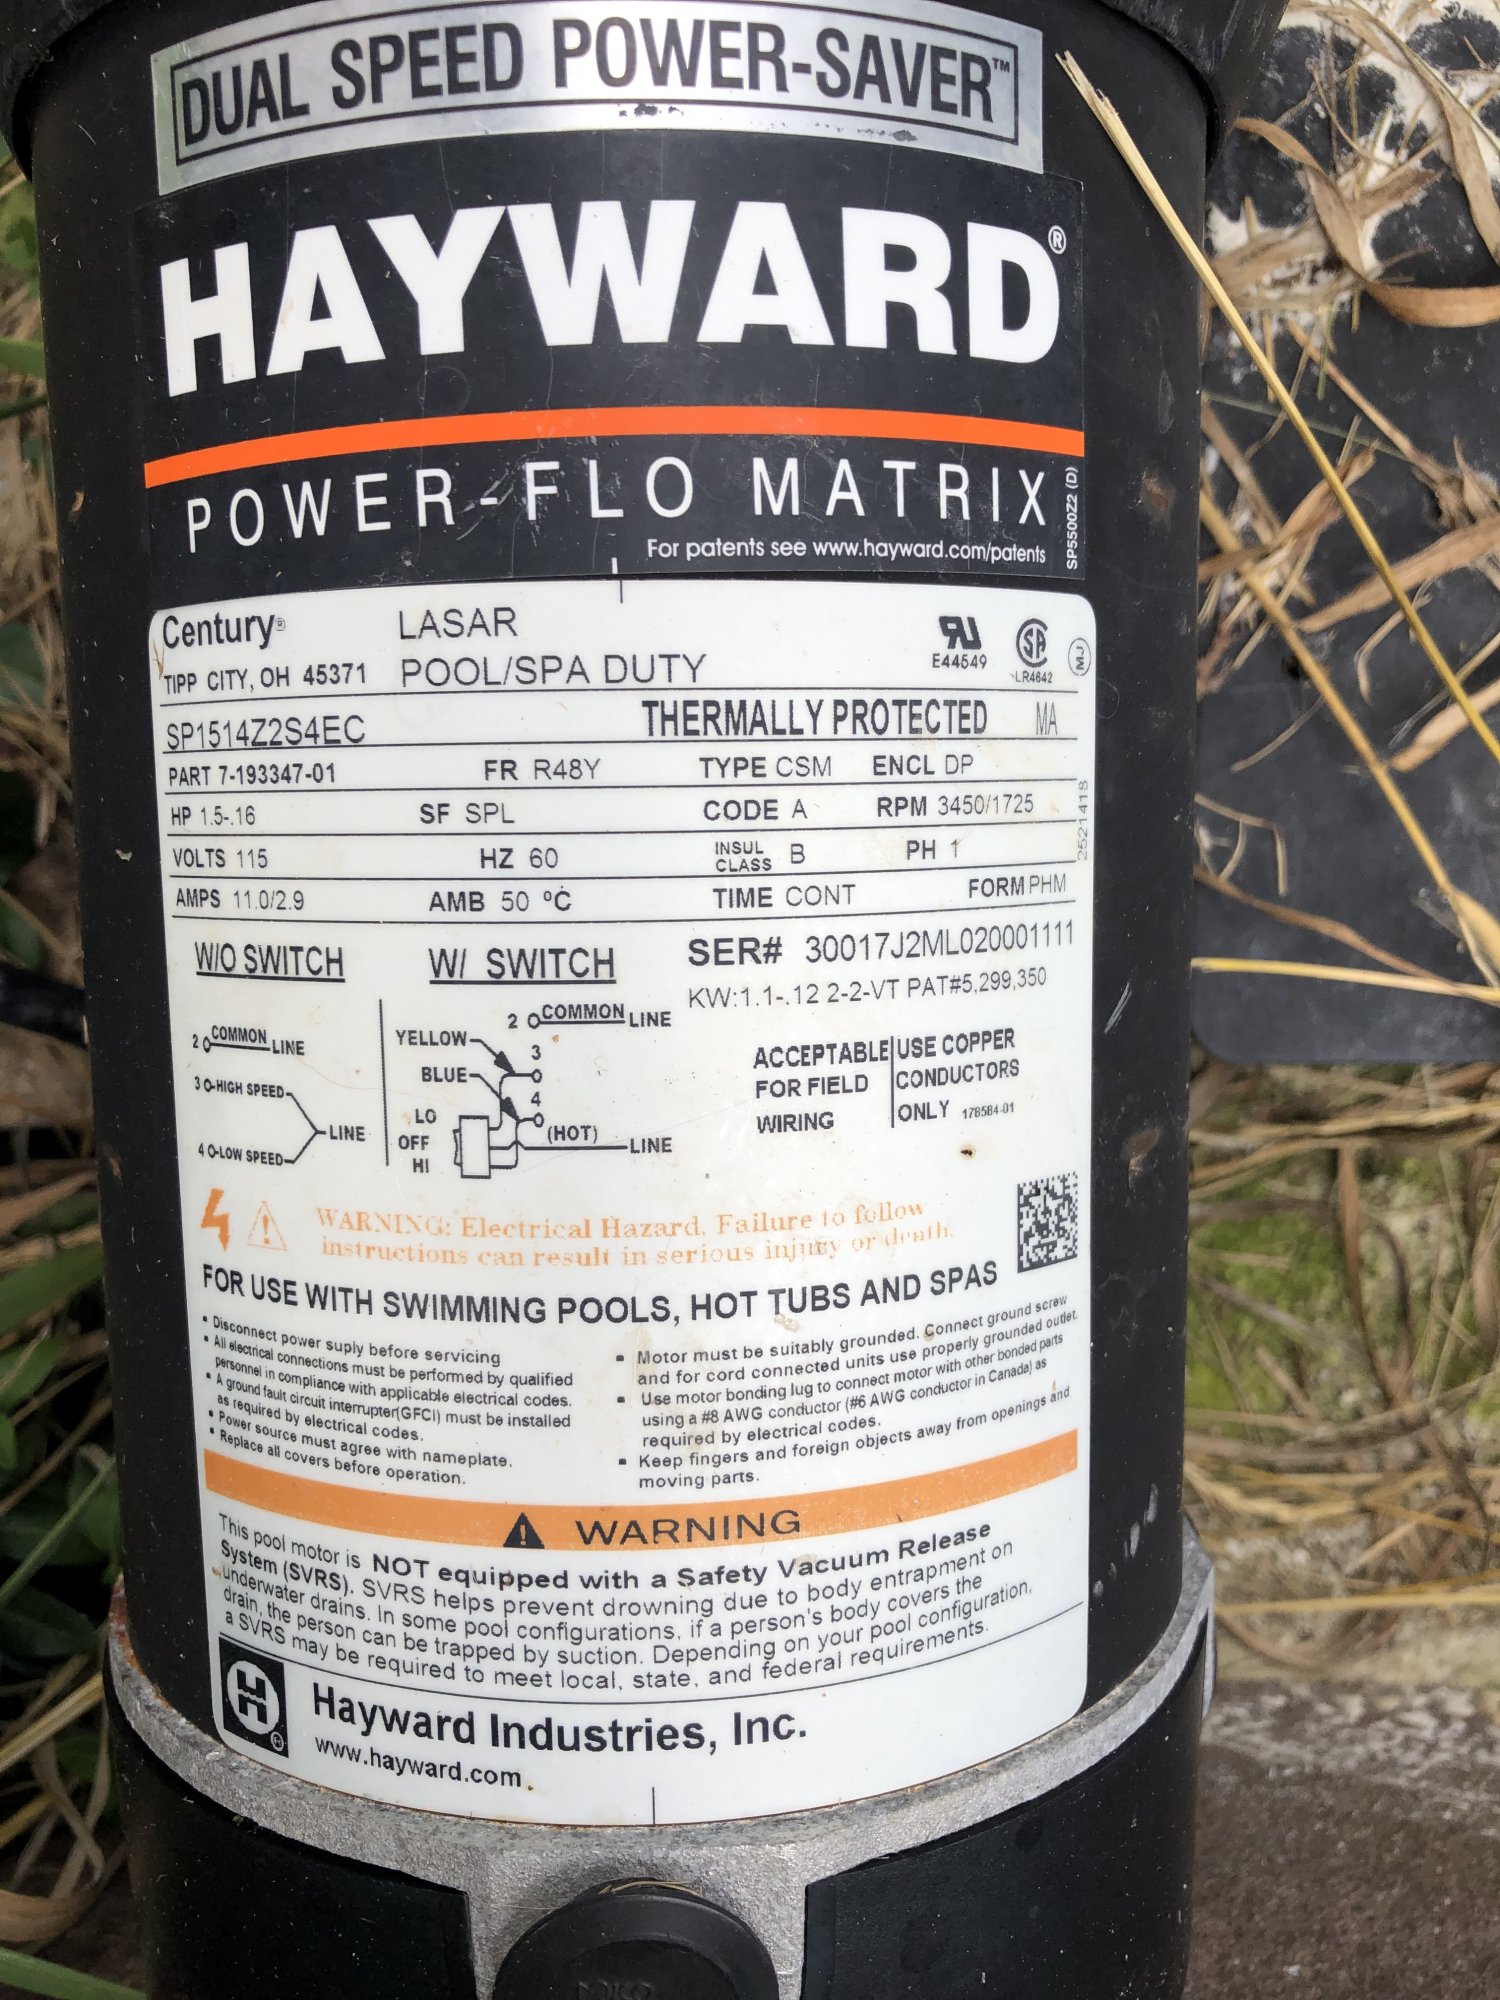 DUAL SPEED POWER-SAVER™
HAYWARD®
POWER-FLO MATRIX
For patents see www.hayward.com/patents
SP5500Z2 (D)
Century® LASAR
TIPP CITY, OH 45371 POOL/SPA DUTY
E44549 LR4642 MJ
SP1514Z2S4EC THERMALLY PROTECTED MA
PART 7-193347-01 FR R48Y TYPE CSM ENCL DP
HP 1.5-.16 SF SPL CODE A RPM 3450/1725
VOLTS 115 HZ 60 INSUL CLASS B PH 1
AMPS 11.0/2.9 AMB 50 °C TIME CONT FORM PHM
2521418
W/O SWITCH W/ SWITCH SER# 30017J2ML020001111
KW:1.1-.12 2-2-VT PAT#5,299,350
2 COMMON LINE
3 HIGH SPEED
LINE
4 LOW SPEED
2 COMMON LINE
YELLOW 3
BLUE 4
LO
OFF (HOT) LINE
HI
ACCEPTABLE USE COPPER
FOR FIELD CONDUCTORS
WIRING ONLY 178584-01
WARNING: Electrical Hazard. Failure to follow
instructions can result in serious injury or death.
FOR USE WITH SWIMMING POOLS, HOT TUBS AND SPAS
• Disconnect power suply before servicing
• All electrical connections must be performed by qualified
personnel in compliance with applicable electrical codes.
• A ground fault circuit interrupter(GFCI) must be installed
as required by electrical codes.
• Power source must agree with nameplate.
• Replace all covers before operation.
▪ Motor must be suitably grounded. Connect ground screw
and for cord connected units use properly grounded outlet.
▪ Use motor bonding lug to connect motor with other bonded parts
using a #8 AWG conductor (#6 AWG conductor in Canada) as
required by electrical codes.
▪ Keep fingers and foreign objects away from openings and
moving parts.
WARNING
This pool motor is NOT equipped with a Safety Vacuum Release
System (SVRS). SVRS helps prevent drowning due to body entrapment on
underwater drains. In some pool configurations, if a person's body covers the
drain, the person can be trapped by suction. Depending on your pool configuration,
a SVRS may be required to meet local, state, and federal requirements.
H
Hayward Industries, Inc.
www.hayward.com